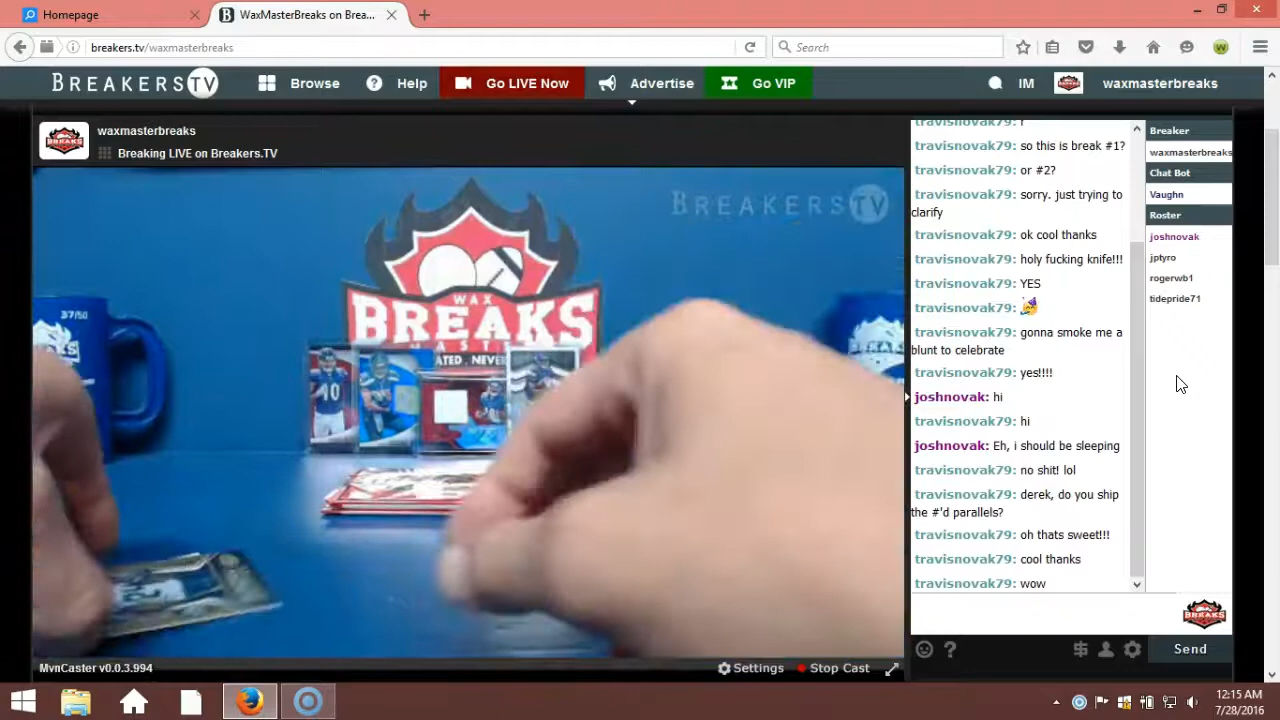 Homepage
WaxMasterBreaks on Brea...
breakers.tv/waxmasterbreaks
Search
BREAKERS TV
Browse
Help
Go LIVE Now
Advertise
Go VIP
IM
waxmasterbreaks
waxmasterbreaks
Breaking LIVE on Breakers.TV
BREAKERS TV
37/50
WAX
BREAKS
40
MvnCaster v0.0.3.994
Settings
Stop Cast
travisnovak79: r
travisnovak79: so this is break #1?
travisnovak79: or #2?
travisnovak79: sorry. just trying to
clarify
travisnovak79: ok cool thanks
travisnovak79: holy fucking knife!!!
travisnovak79: YES
travisnovak79: 🥳
travisnovak79: gonna smoke me a
blunt to celebrate
travisnovak79: yes!!!!
joshnovak: hi
travisnovak79: hi
joshnovak: Eh, i should be sleeping
travisnovak79: no shit! lol
travisnovak79: derek, do you ship
the #'d parallels?
travisnovak79: oh thats sweet!!!
travisnovak79: cool thanks
travisnovak79: wow
Breaker
waxmasterbreaks
Chat Bot
Vaughn
Roster
joshnovak
jptyro
rogerwb1
tidepride71
BREAKS
Send
12:15 AM
7/28/2016